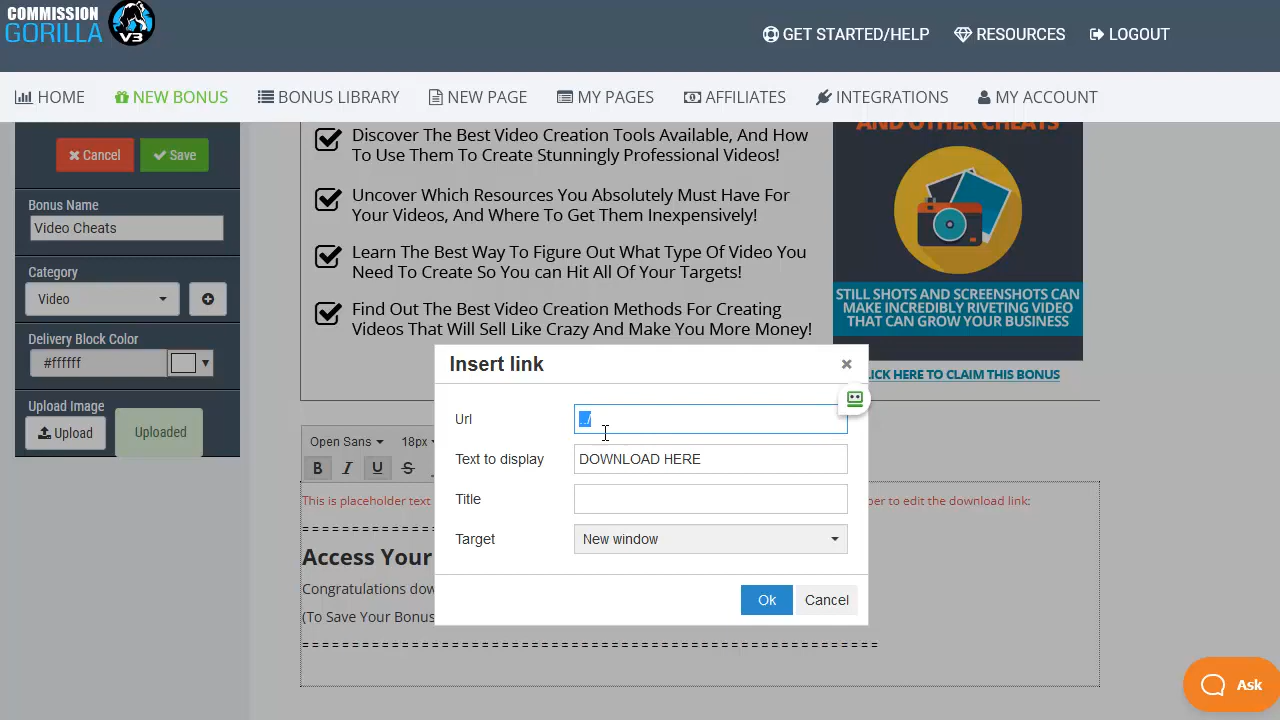 COMMISSION
GORILLA
V3
GET STARTED/HELP
RESOURCES
LOGOUT
HOME
NEW BONUS
BONUS LIBRARY
NEW PAGE
MY PAGES
AFFILIATES
INTEGRATIONS
MY ACCOUNT
Cancel
Save
Bonus Name
Video Cheats
Category
Video
Delivery Block Color
#ffffff
Upload Image
Upload
Uploaded
Discover The Best Video Creation Tools Available, And How
To Use Them To Create Stunningly Professional Videos!
Uncover Which Resources You Absolutely Must Have For
Your Videos, And Where To Get Them Inexpensively!
Learn The Best Way To Figure Out What Type Of Video You
Need To Create So You can Hit All Of Your Targets!
Find Out The Best Video Creation Methods For Creating
Videos That Will Sell Like Crazy And Make You More Money!
AND OTHER CHEATS
STILL SHOTS AND SCREENSHOTS CAN
MAKE INCREDIBLY RIVETING VIDEO
THAT CAN GROW YOUR BUSINESS
LICK HERE TO CLAIM THIS BONUS
Open Sans
18px
B
I
U
S
This is placeholder text
ber to edit the download link:
Access Your
Congratulations dow
(To Save Your Bonus
Insert link
×
Url
../
Text to display
DOWNLOAD HERE
Title
Target
New window
Ok
Cancel
Ask